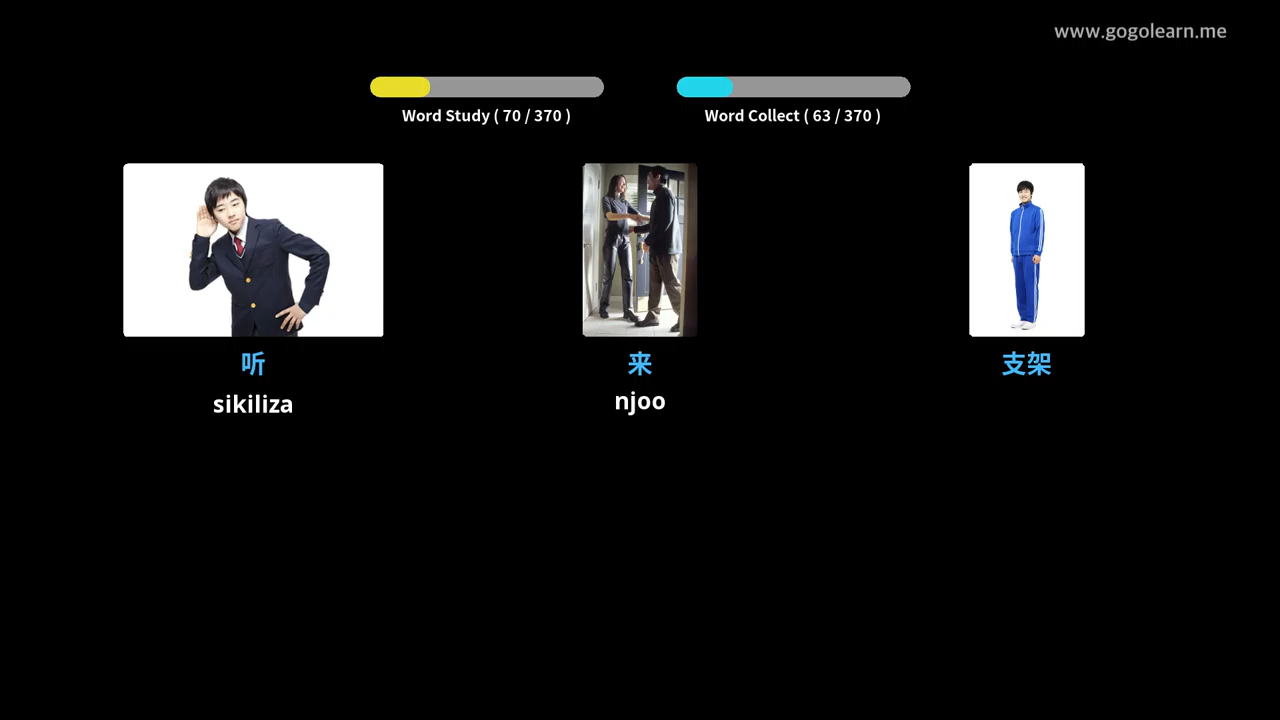 www.gogolearn.me
Word Study ( 70 / 370 )
Word Collect ( 63 / 370 )
听
来
支架
sikiliza
njoo